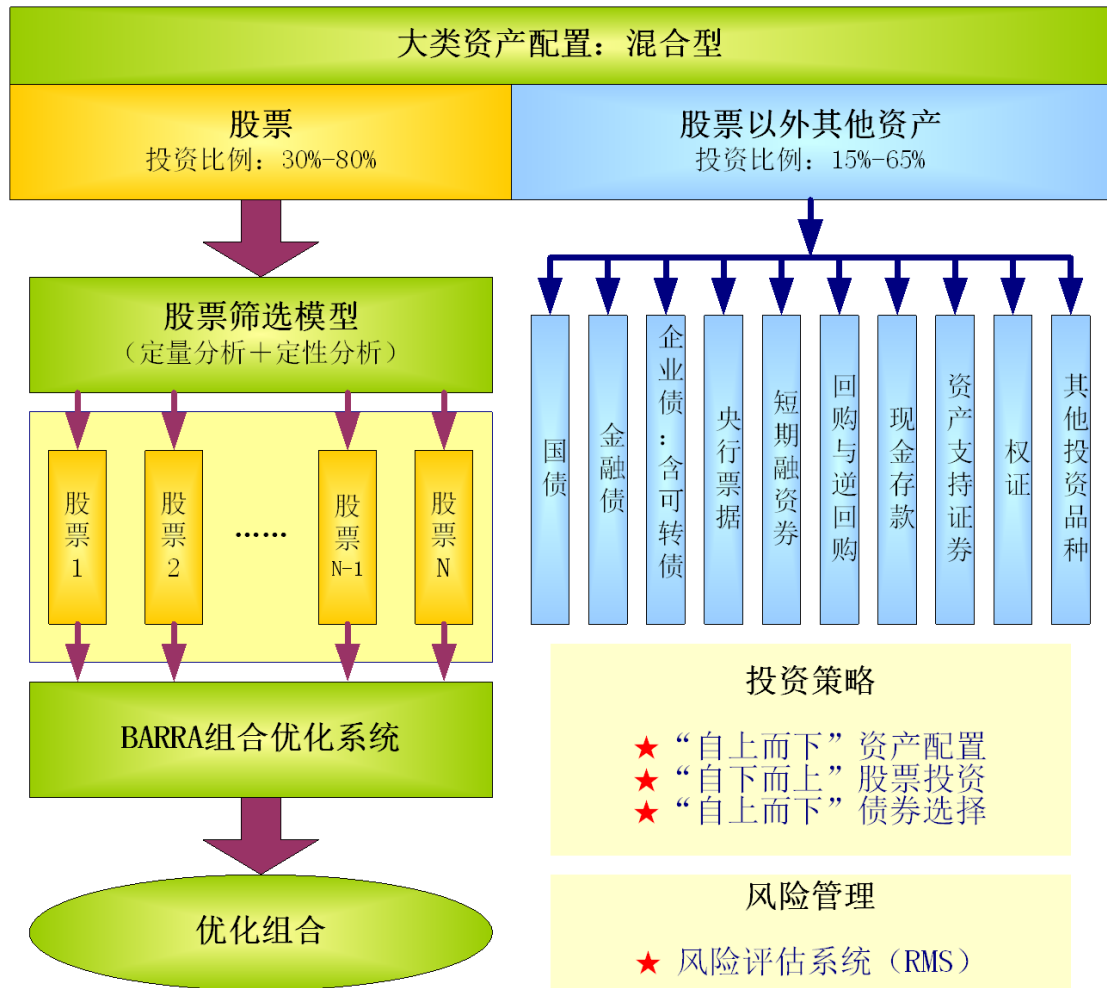 大类资产配置：混合型
股票
投资比例：30%-80%
股票以外其他资产
投资比例：15%-65%
股票筛选模型
（定量分析＋定性分析）
股票1
股票2
……
股票N-1
股票N
BARRA组合优化系统
优化组合
国债
金融债
企业债：含可转债
央行票据
短期融资券
回购与逆回购
现金存款
资产支持证券
权证
其他投资品种
投资策略
★“自上而下”资产配置
★“自下而上”股票投资
★“自上而下”债券选择
风险管理
★ 风险评估系统（RMS）